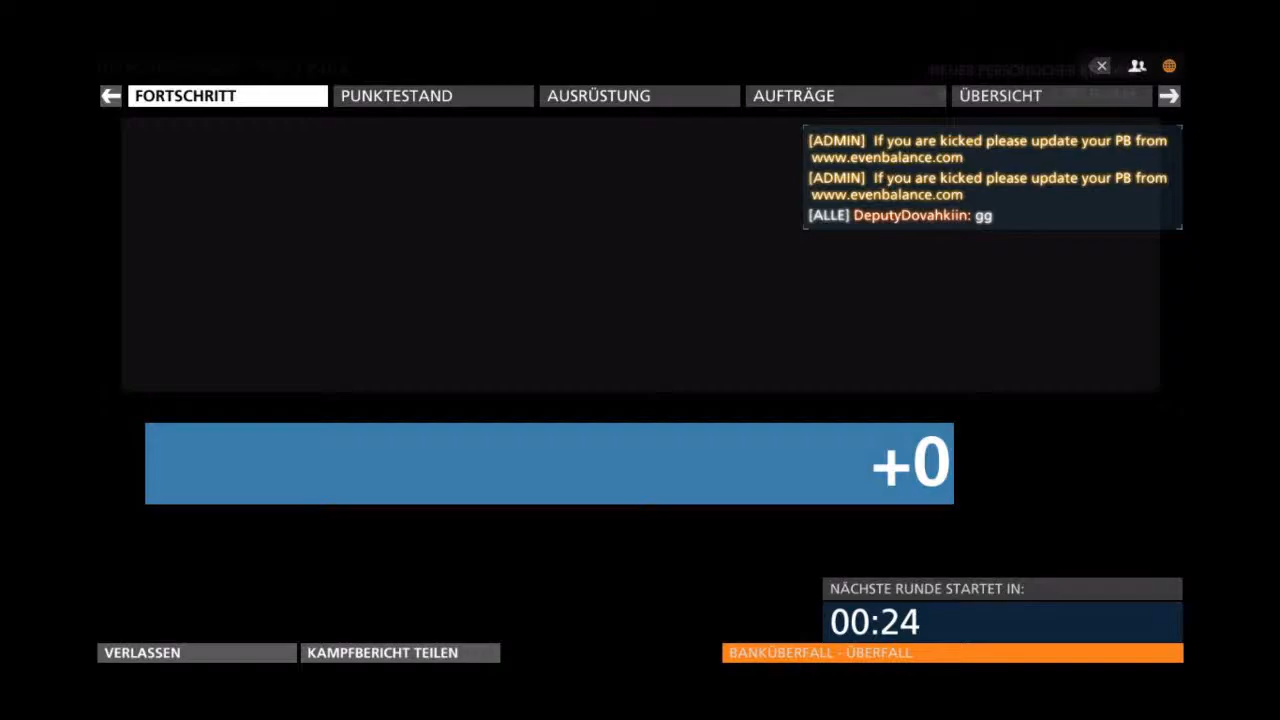 FORTSCHRITT
PUNKTESTAND
AUSRÜSTUNG
AUFTRÄGE
ÜBERSICHT
[ADMIN] If you are kicked please update your PB from
www.evenbalance.com
[ADMIN] If you are kicked please update your PB from
www.evenbalance.com
[ALLE] DeputyDovahkiin: gg
+0
NÄCHSTE RUNDE STARTET IN:
00:24
VERLASSEN
KAMPFBERICHT TEILEN
BANKÜBERFALL - ÜBERFALL